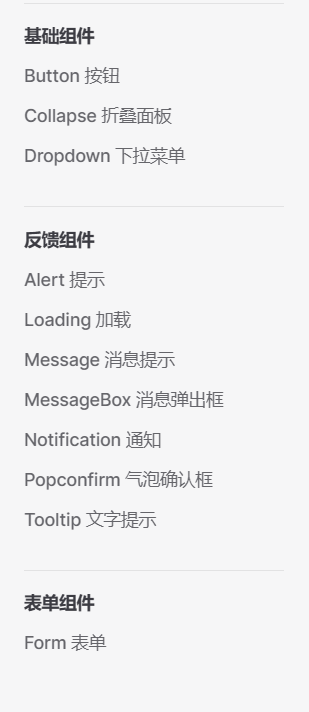 基础组件
Button 按钮
Collapse 折叠面板
Dropdown 下拉菜单
反馈组件
Alert 提示
Loading 加载
Message 消息提示
MessageBox 消息弹出框
Notification 通知
Popconfirm 气泡确认框
Tooltip 文字提示
表单组件
Form 表单